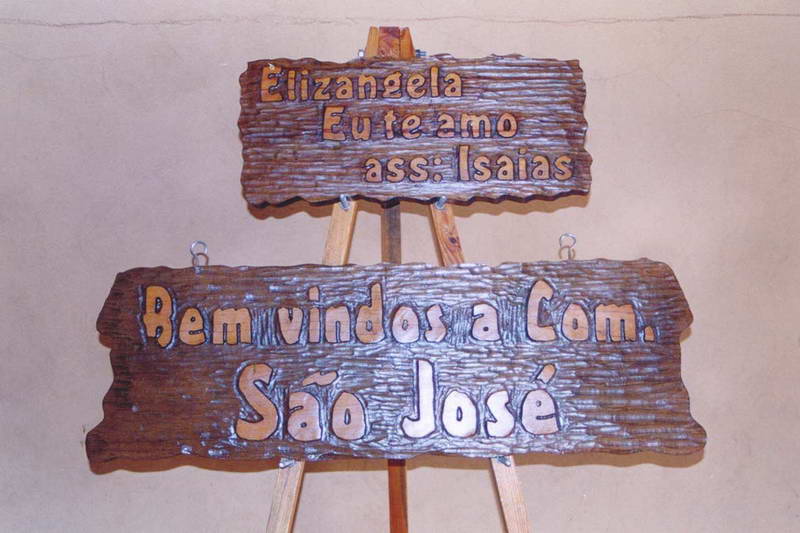 Elizangela
Eu te amo
ass: Isaias
Bem vindos a Com.
São José